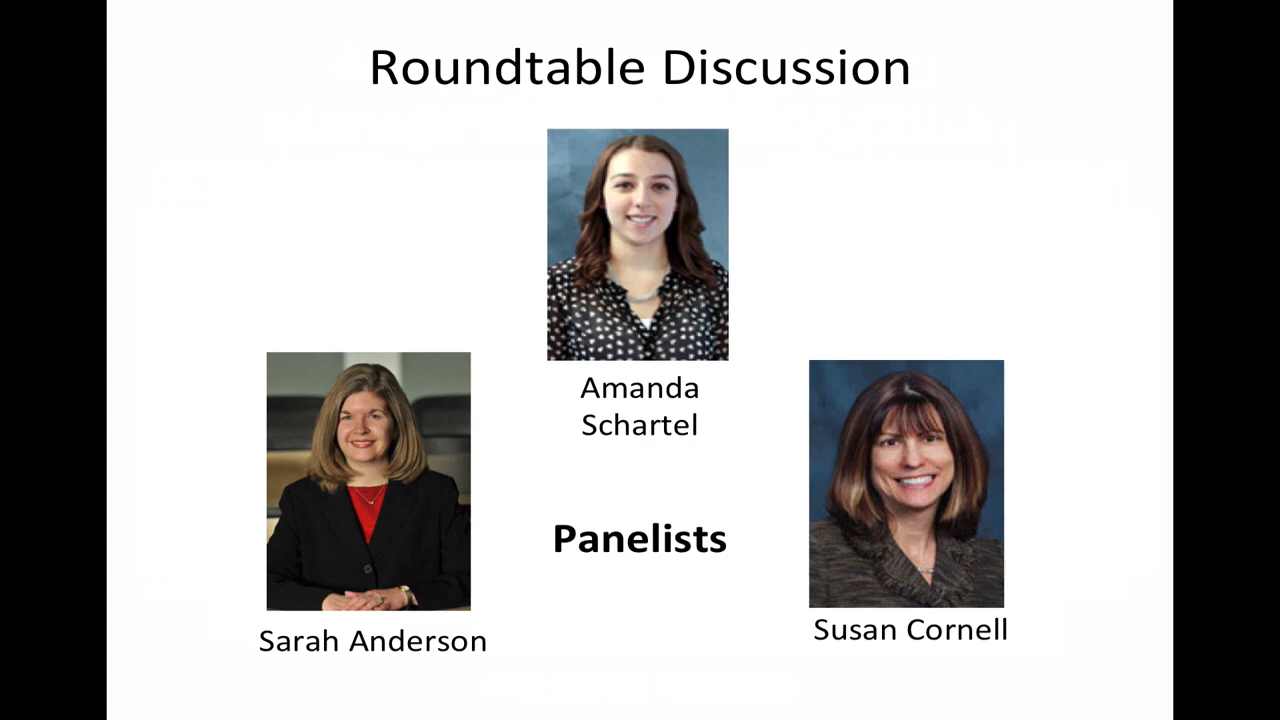 Roundtable Discussion
Amanda
Schartel
Panelists
Sarah Anderson
Susan Cornell